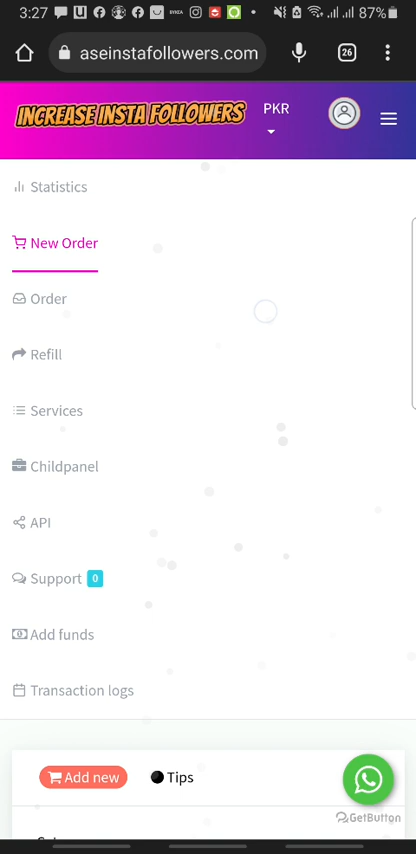 3:27
87%
aseinstafollowers.com
26
INCREASE INSTA FOLLOWERS
PKR
Statistics
New Order
Order
Refill
Services
Childpanel
API
Support 0
Add funds
Transaction logs
Add new
Tips
GetButton